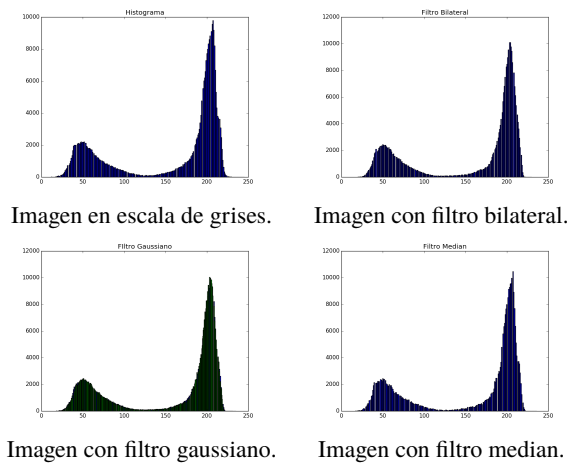 Histograma
10000
8000
6000
4000
2000
0
0 50 100 150 200 250
Imagen en escala de grises.
Filtro Bilateral
12000
10000
8000
6000
4000
2000
0
0 50 100 150 200 250
Imagen con filtro bilateral.
Filtro Gaussiano
12000
10000
8000
6000
4000
2000
0
0 50 100 150 200 250
Imagen con filtro gaussiano.
Filtro Median
12000
10000
8000
6000
4000
2000
0
0 50 100 150 200 250
Imagen con filtro median.